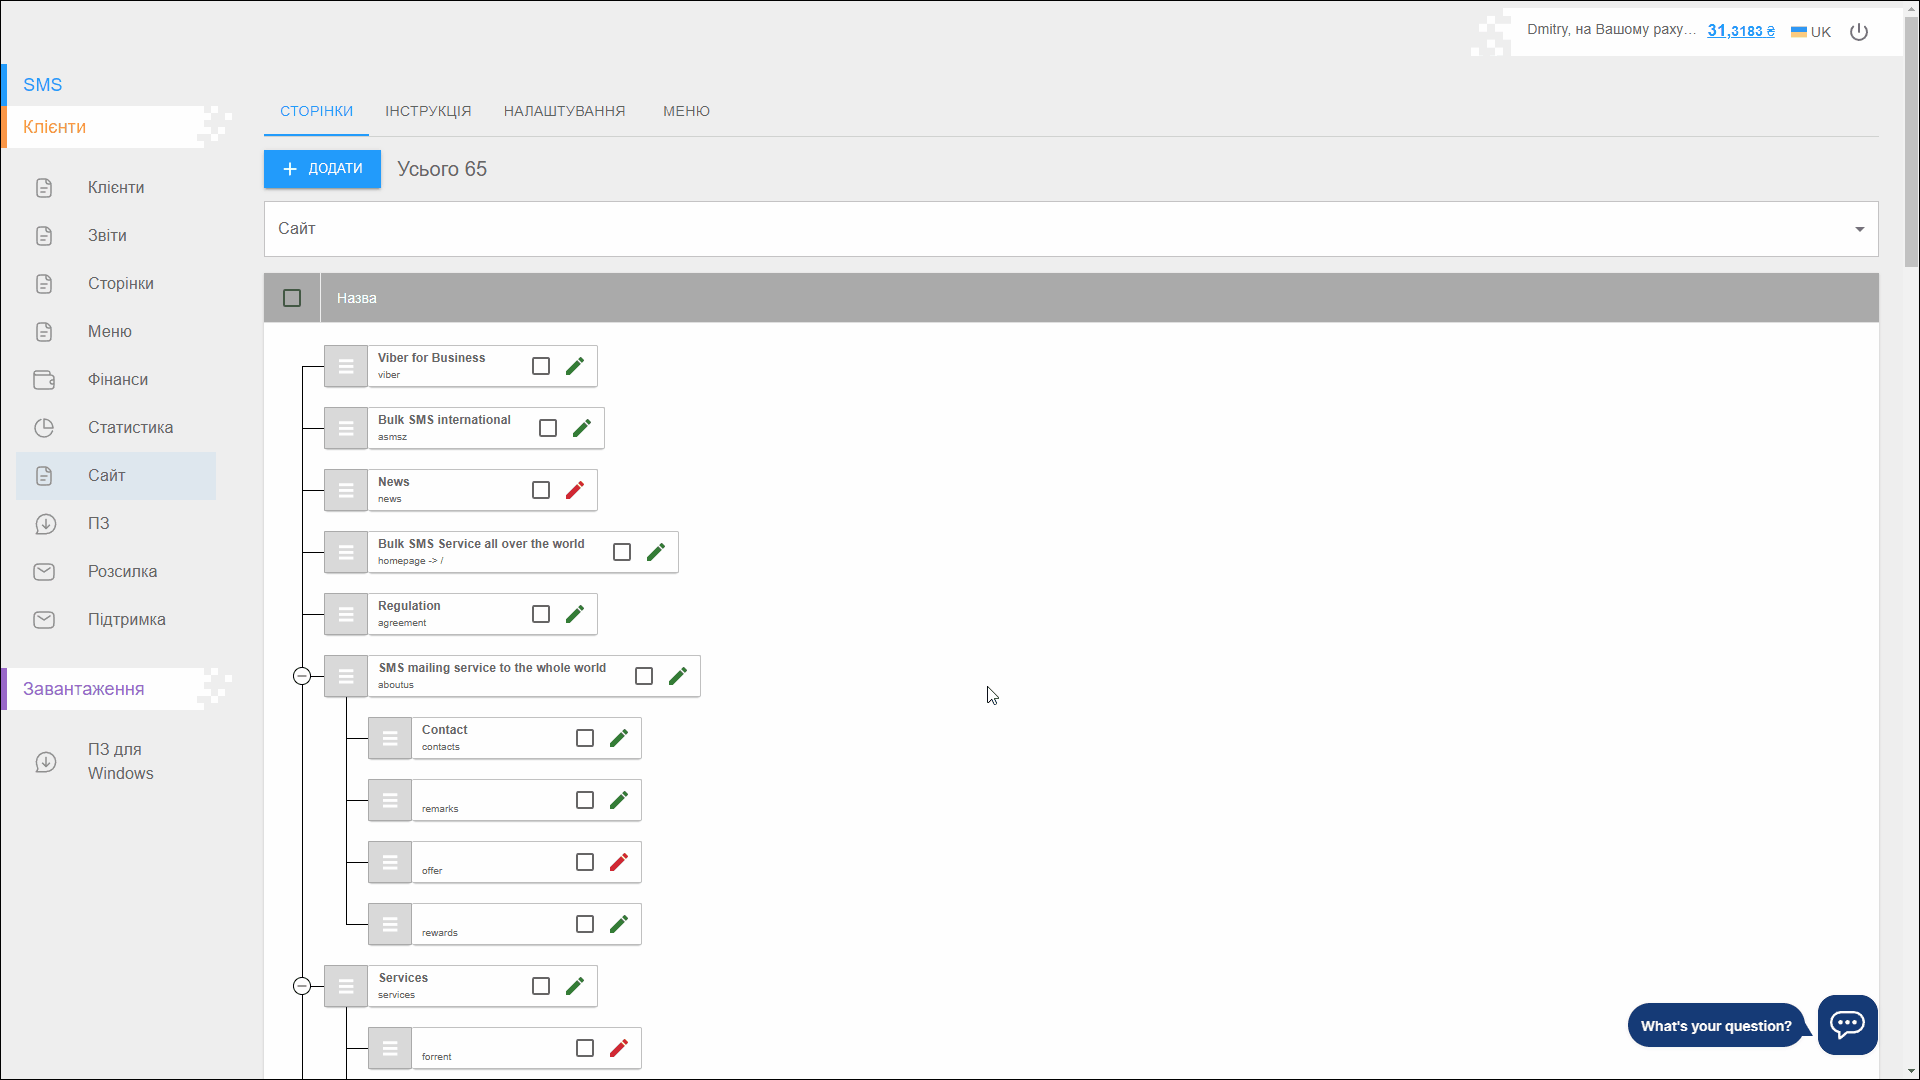 Dmitry, на Вашому раху...
31,3183 ₴
UK
SMS
Клієнти
Клієнти
Звіти
Сторінки
Меню
Фінанси
Статистика
Сайт
ПЗ
Розсилка
Підтримка
Завантаження
ПЗ для
Windows
СТОРІНКИ
ІНСТРУКЦІЯ
НАЛАШТУВАННЯ
МЕНЮ
ДОДАТИ
Усього 65
Сайт
Назва
Viber for Business
viber
Bulk SMS international
asmsz
News
news
Bulk SMS Service all over the world
homepage -> /
Regulation
agreement
SMS mailing service to the whole world
aboutus
Contact
contacts
remarks
offer
rewards
Services
services
forrent
What's your question?